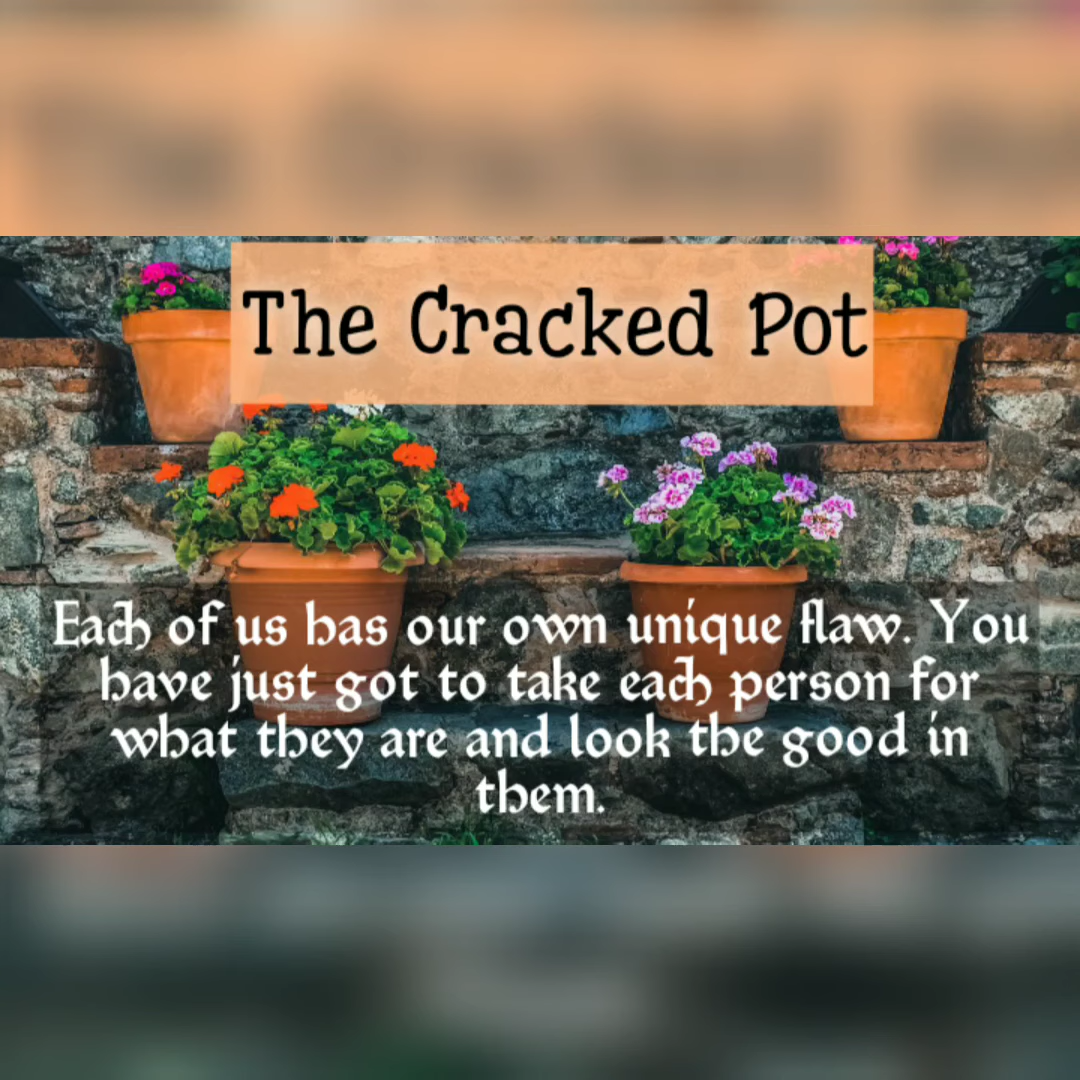 The Cracked Pot
Each of us has our own unique flaw. You
have just got to take each person for
what they are and look the good in
them.